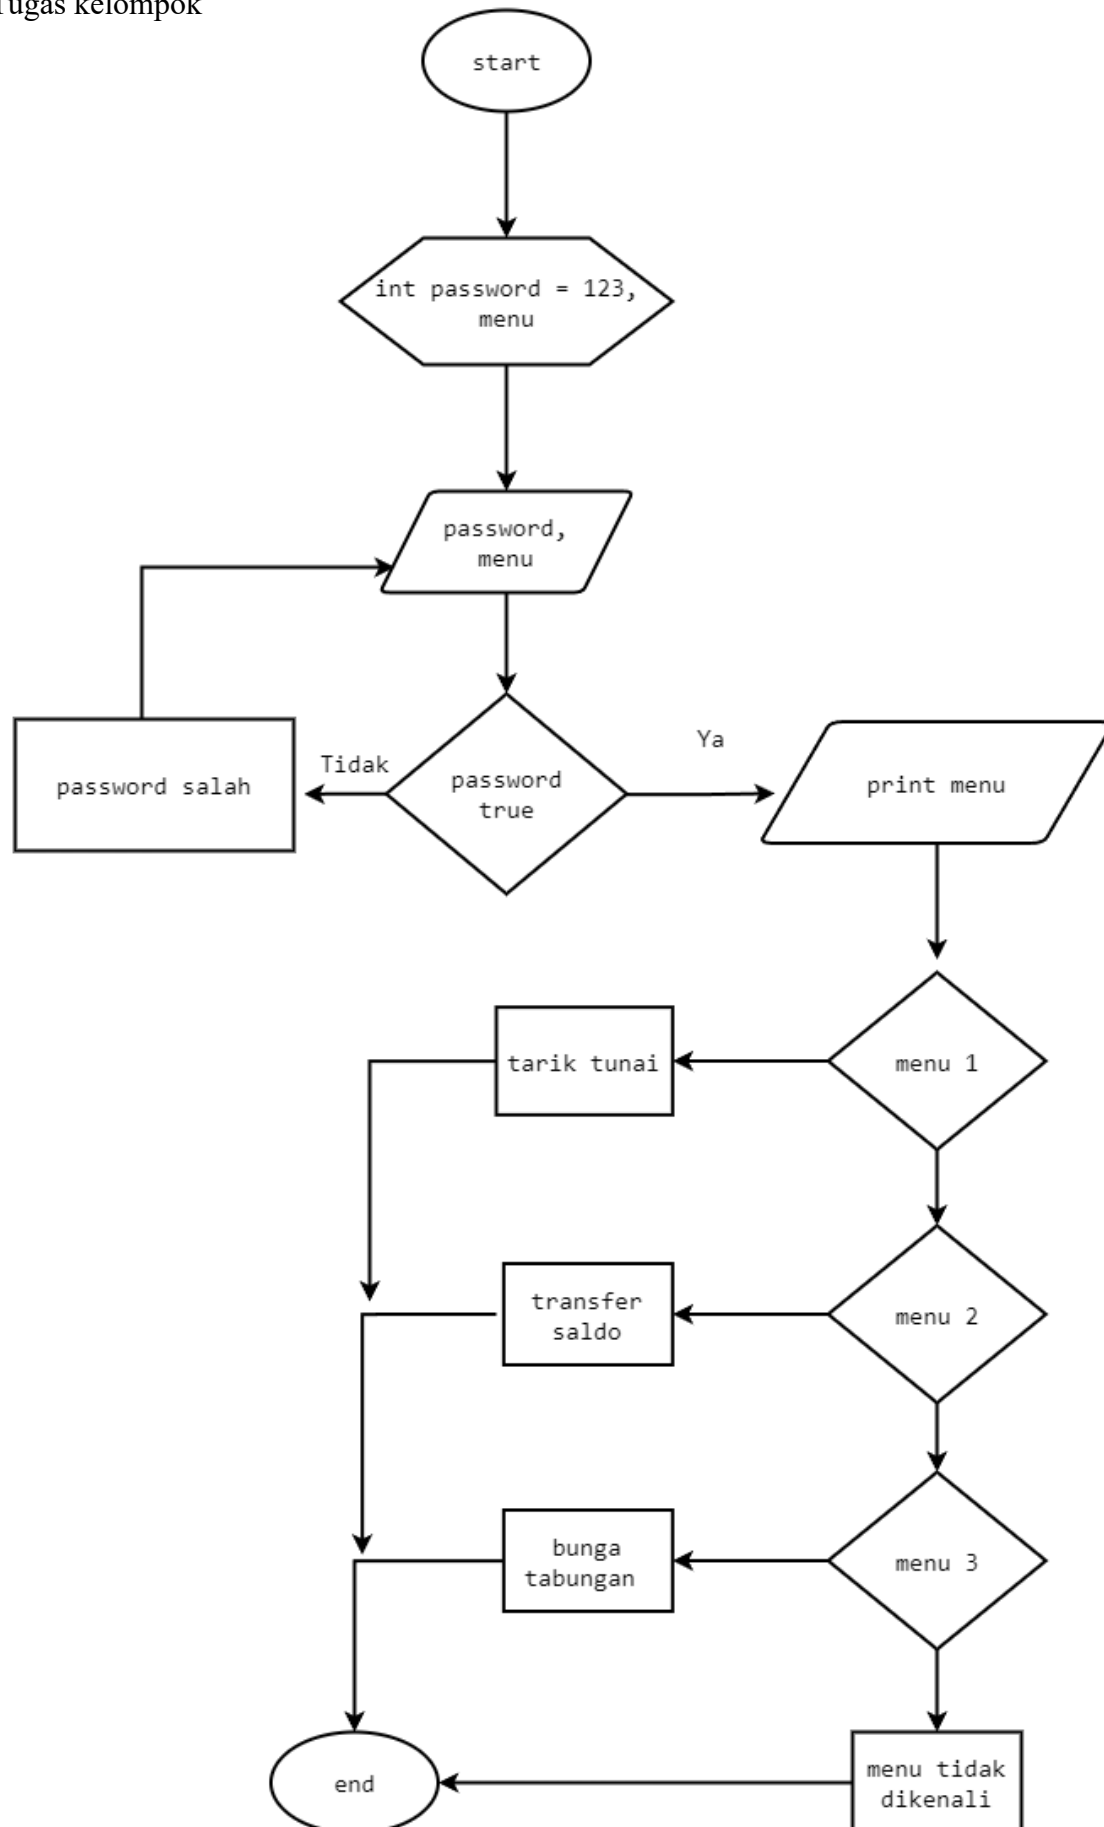 Tugas kelompok
start
int password = 123,
menu
password,
menu
Tidak
Ya
password salah
password
true
print menu
tarik tunai
menu 1
transfer
saldo
menu 2
bunga
tabungan
menu 3
end
menu tidak
dikenali